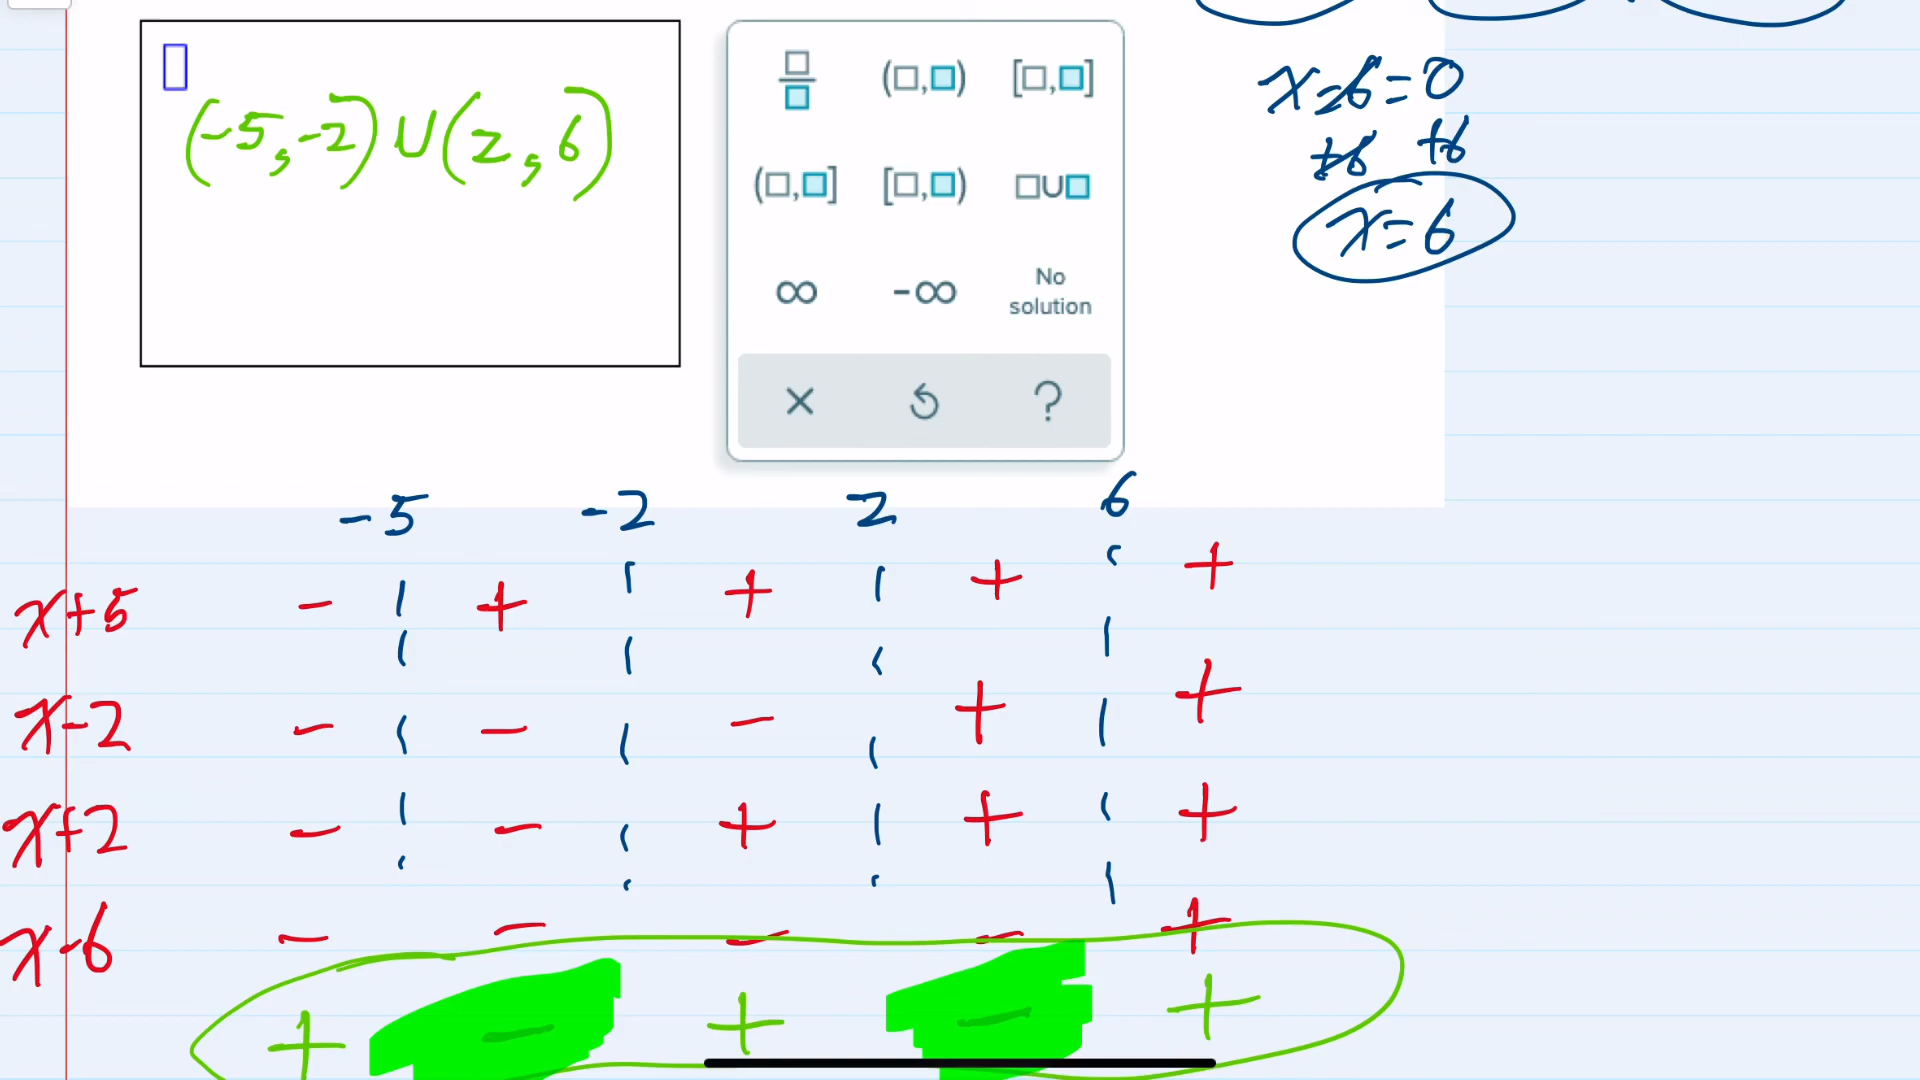 (-5, -2) ∪ (2, 6)
(□,□) [□,□]
(□,□] [□,□) □∪□
∞ -∞ No solution
× ?
x-6=0
+6 +6
x=6
-5 -2 2 6
x+5 - + + + +
x-2 - - - + +
x+2 - - + + +
x-6 - - - - +
+ - + - +